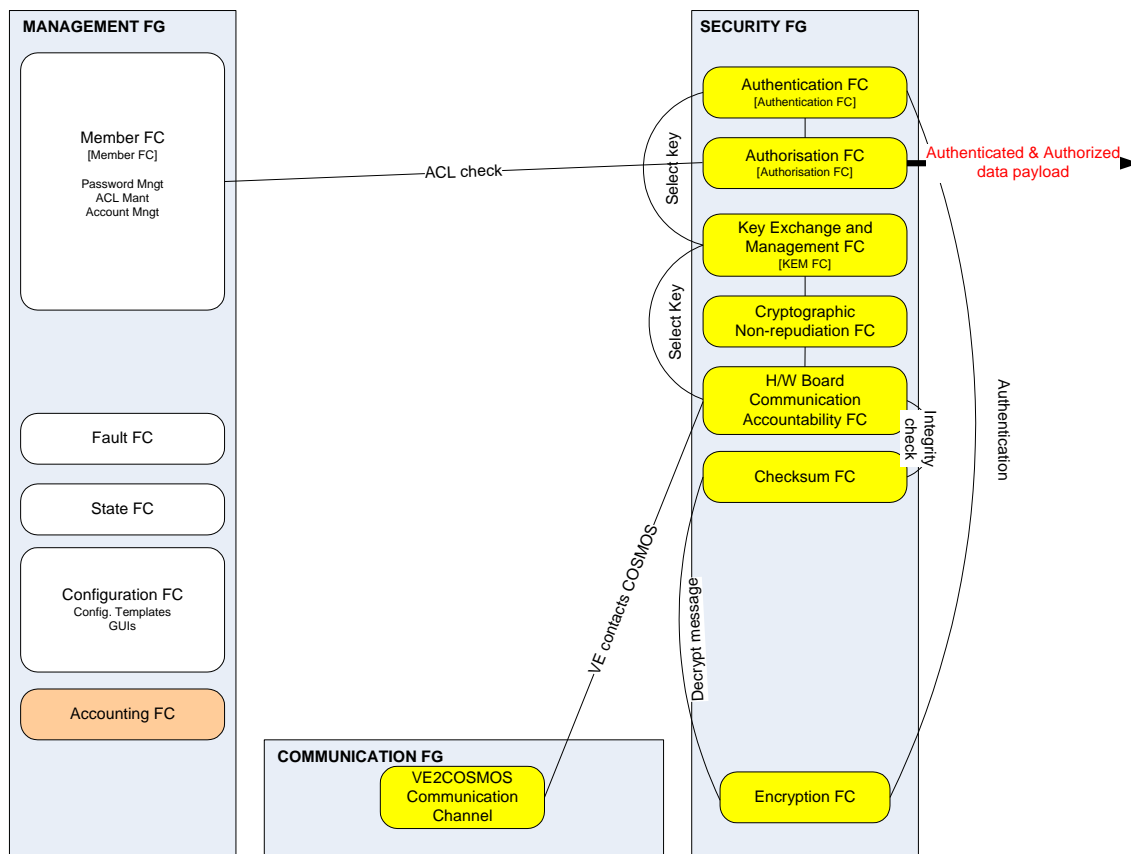 MANAGEMENT FG
Member FC
[Member FC]
Password Mngt
ACL Mant
Account Mngt
Fault FC
State FC
Configuration FC
Config. Templates
GUIs
Accounting FC
ACL check
COMMUNICATION FG
VE2COSMOS
Communication
Channel
VE contacts COSMOS
SECURITY FG
Authentication FC
[Authentication FC]
Authorisation FC
[Authorisation FC]
Key Exchange and
Management FC
[KEM FC]
Cryptographic
Non-repudiation FC
H/W Board
Communication
Accountability FC
Checksum FC
Encryption FC
Select key
Select Key
Decrypt message
Integrity
check
Authentication
Authenticated & Authorized
data payload